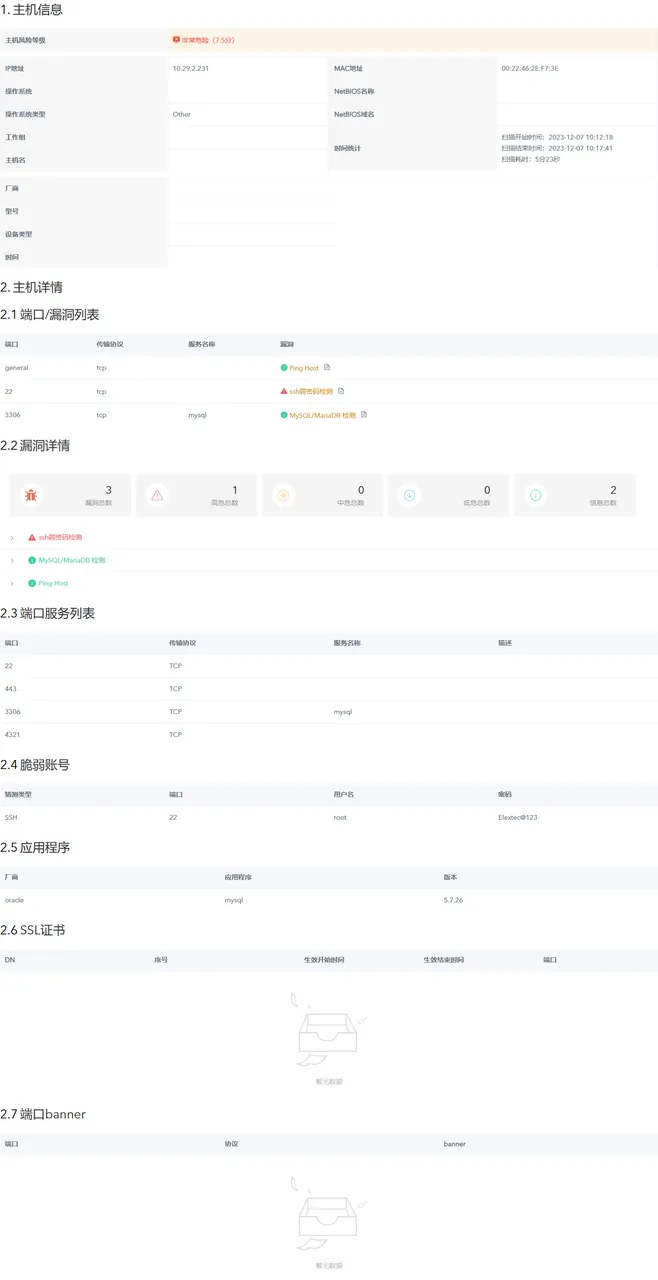 1. 主机信息
主机风险等级 非常危险（7.5分）
IP地址 10.29.2.231 MAC地址 00:22:46:2E:F7:3E
操作系统 NetBIOS名称
操作系统类型 Other NetBIOS域名
工作组
主机名
时间统计
扫描开始时间：2023-12-07 10:12:18
扫描结束时间：2023-12-07 10:17:41
扫描耗时：5分23秒
厂商
型号
设备类型
时间
2. 主机详情
2.1 端口/漏洞列表
端口 传输协议 服务名称 漏洞
general tcp Ping Host
22 tcp ssh弱密码检测
3306 tcp mysql MySQL/MariaDB 检测
2.2 漏洞详情
3 漏洞总数
1 高危总数
0 中危总数
0 低危总数
2 信息总数
ssh弱密码检测
MySQL/MariaDB 检测
Ping Host
2.3 端口服务列表
端口 传输协议 服务名称 描述
22 TCP
443 TCP
3306 TCP mysql
4321 TCP
2.4 脆弱账号
猜测类型 端口 用户名 密码
SSH 22 root Elextec@123
2.5 应用程序
厂商 应用程序 版本
oracle mysql 5.7.26
2.6 SSL证书
DN 序号 生效开始时间 生效结束时间 端口
暂无数据
2.7 端口banner
端口 协议 banner
暂无数据